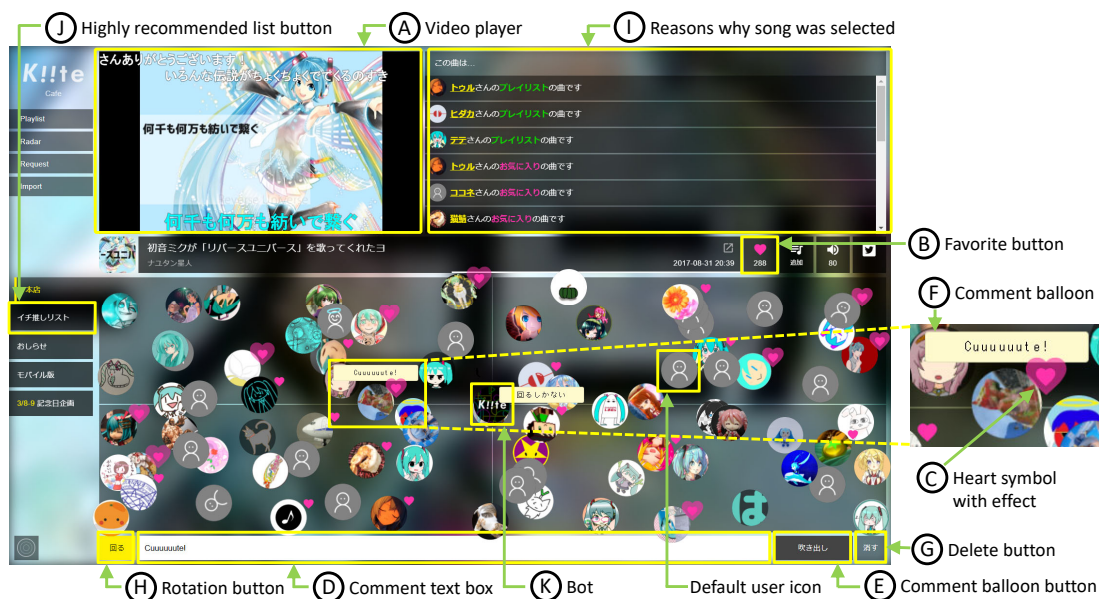 J Highly recommended list button
A Video player
I Reasons why song was selected
K!!te
Cafe
Playlist
Radar
Request
Import
さんありがとうございます!
いろんな伝説がちょくちょくでてくるのすき
何千も何万も紡いで繋ぐ
何千も何万も紡いで繋ぐ
この曲は...
トゥルさんのプレイリストの曲です
ヒダカさんのプレイリストの曲です
テテさんのプレイリストの曲です
トゥルさんのお気に入りの曲です
ココネさんのお気に入りの曲です
猫鯖さんのお気に入りの曲です
初音ミクが「リバースユニバース」を歌ってくれたヨ
ナユタン星人
2017-08-31 20:39
288
追加
80
B Favorite button
本店
イチ推しリスト
おしらせ
モバイル版
3/8-9 記念日企画
F Comment balloon
Cuuuuuute!
Cuuuuuute!
K!!te
回るしかない
は
C Heart symbol
with effect
回る
Cuuuuuute!
吹き出し
消す
G Delete button
H Rotation button
D Comment text box
K Bot
Default user icon
E Comment balloon button